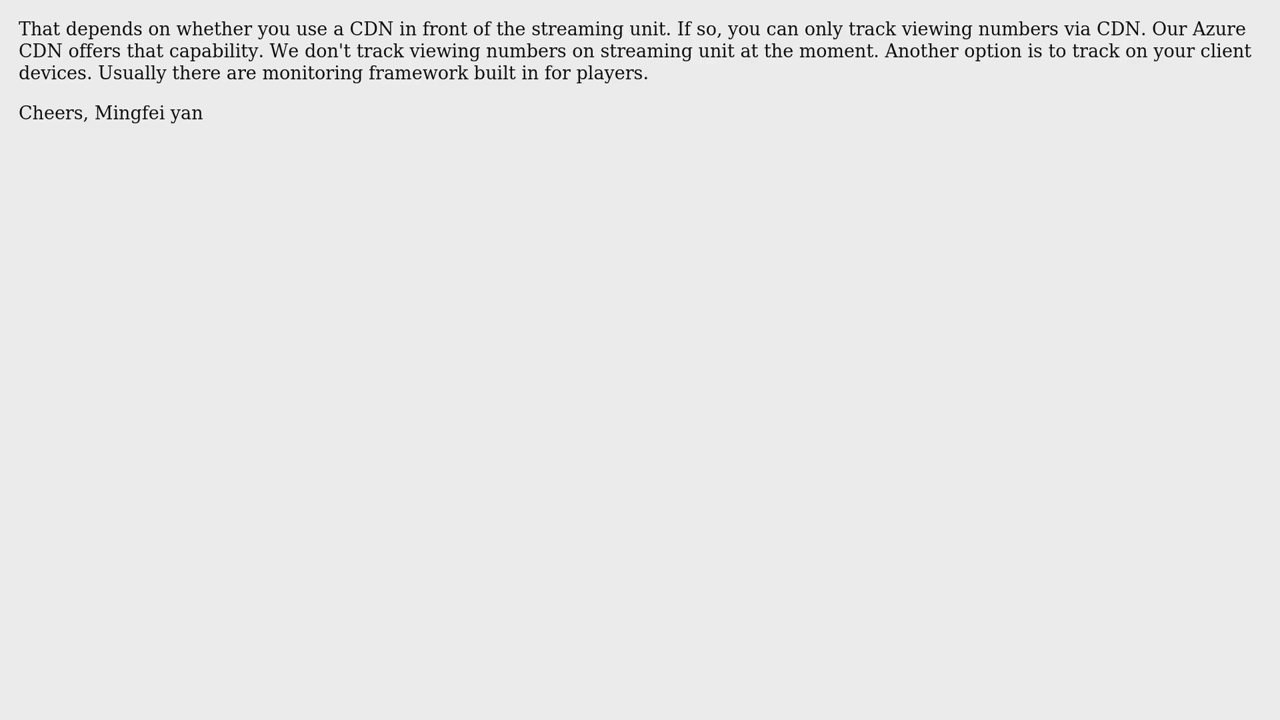 That depends on whether you use a CDN in front of the streaming unit. If so, you can only track viewing numbers via CDN. Our Azure
CDN offers that capability. We don't track viewing numbers on streaming unit at the moment. Another option is to track on your client
devices. Usually there are monitoring framework built in for players.
Cheers, Mingfei yan